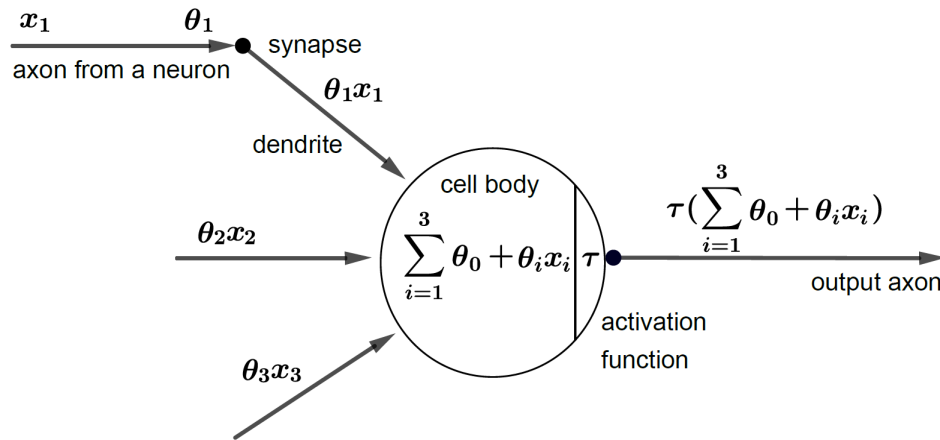 x₁ θ₁
synapse
axon from a neuron
θ₁x₁
dendrite
cell body
θ₂x₂
3
∑ θ₀ + θᵢxᵢ τ
i=1
3
τ(∑ θ₀ + θᵢxᵢ)
i=1
output axon
activation
function
θ₃x₃